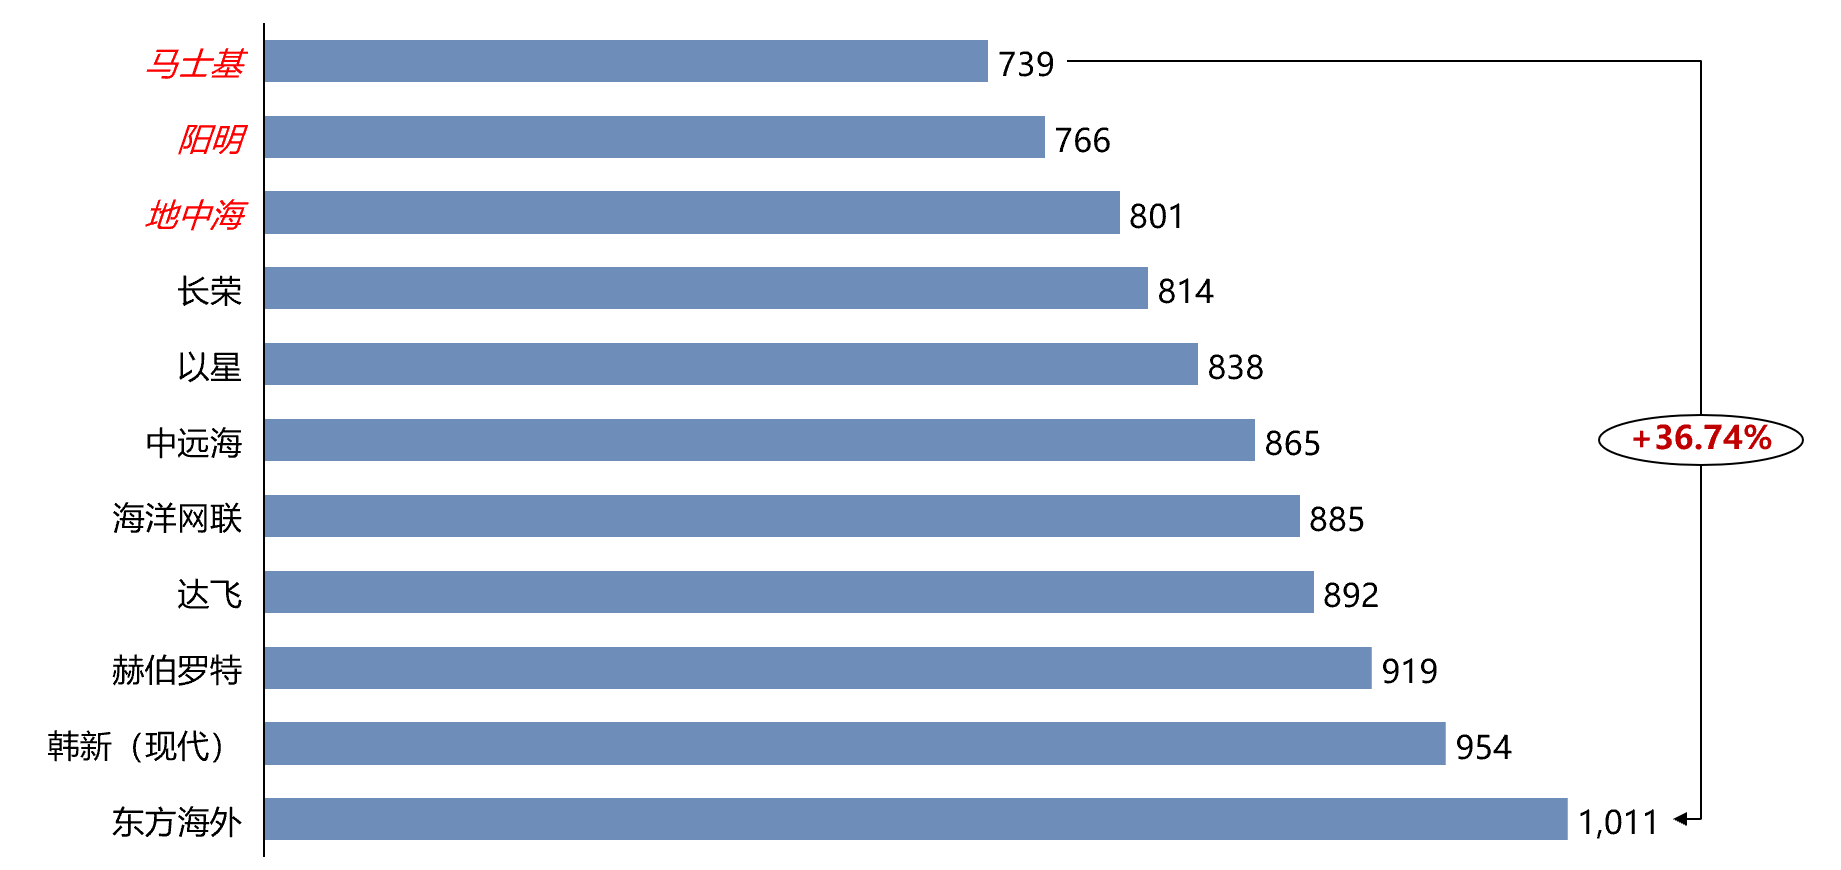 马士基 739
阳明 766
地中海 801
长荣 814
以星 838
中远海 865
+36.74%
海洋网联 885
达飞 892
赫伯罗特 919
韩新（现代） 954
东方海外 1,011